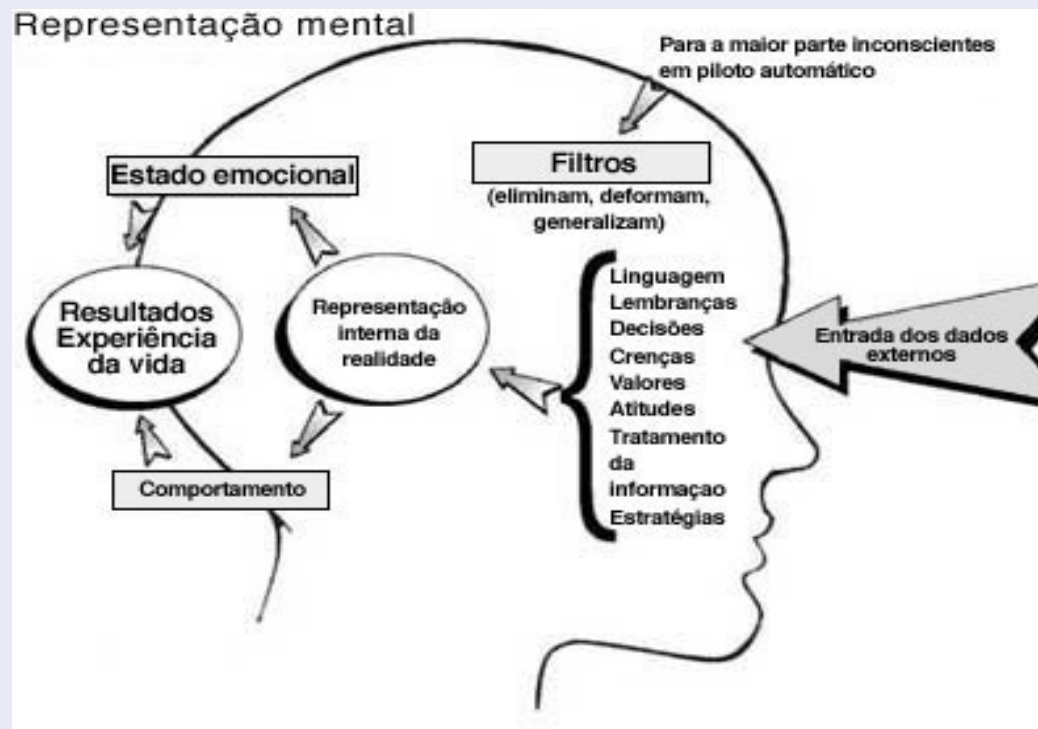 Representação mental
Para a maior parte inconscientes
em piloto automático
Filtros
(eliminam, deformam,
generalizam)
Estado emocional
Resultados
Experiência
da vida
Representação
interna da
realidade
Linguagem
Lembranças
Decisões
Crenças
Valores
Atitudes
Tratamento
da
informaçao
Estratégias
Entrada dos dados
externos
Comportamento